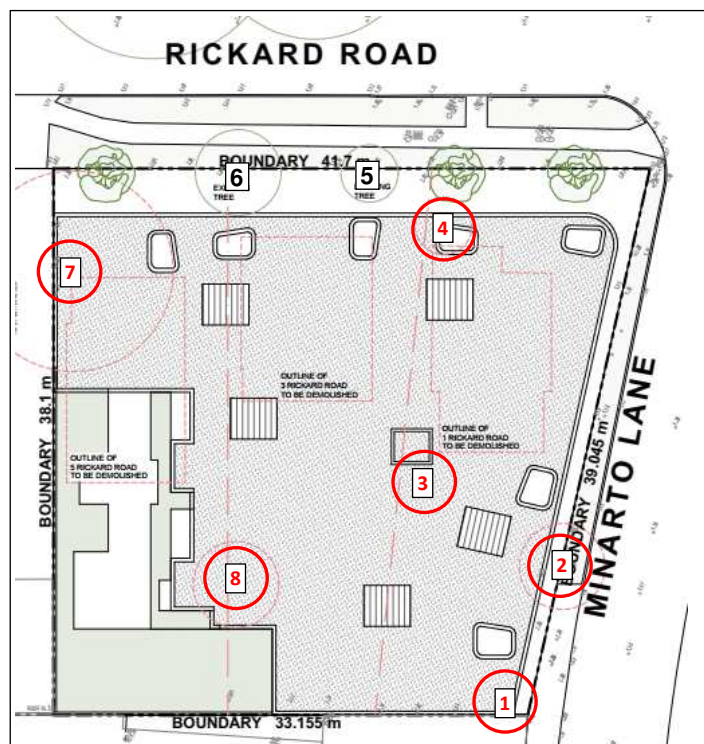 RICKARD ROAD
BOUNDARY 41.7 m
6
5
TREE
TREE
4
7
OUTLINE OF
3 RICKARD ROAD
TO BE DEMOLISHED
OUTLINE OF
1 RICKARD ROAD
TO BE DEMOLISHED
OUTLINE OF
5 RICKARD ROAD
TO BE DEMOLISHED
BOUNDARY 38.1 m
BOUNDARY 39.045 m
MINARTO LANE
3
2
8
1
BOUNDARY 33.155 m